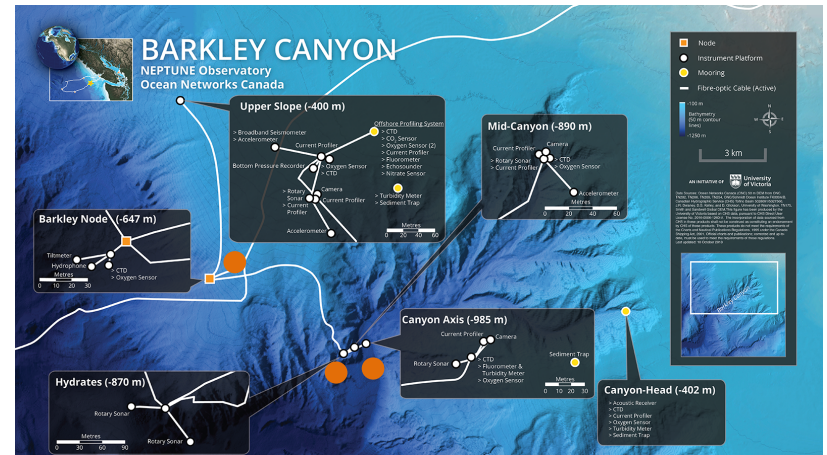 BARKLEY CANYON
NEPTUNE Observatory
Ocean Networks Canada
Upper Slope (-400 m)
> Broadband Seismometer
> Accelerometer
Current Profiler
Bottom Pressure Recorder
> Oxygen Sensor
> CTD
Offshore Profiling System
> CTD
> CO2 Sensor
> Oxygen Sensor (2)
> Current Profiler
> Fluorometer
> Echosounder
> Nitrate Sensor
> Turbidity Meter
> Sediment Trap
> Rotary
Sonar
> Current
Profiler
Camera
Current Profiler
Accelerometer
Metres
0 20 40 60
Mid-Canyon (-890 m)
Current Profiler
Camera
> Rotary Sonar
> Current Profiler
> CTD
> Oxygen Sensor
Accelerometer
Metres
0 20 40 60
Node
Instrument Platform
Mooring
Fibre-optic Cable (Active)
-100 m
Bathymetry
(50 m contour
lines)
-1250 m
N
3 km
AN INITIATIVE OF
University
of Victoria
Barkley Canyon
Barkley Node (-647 m)
Tiltmeter
Hydrophone
> CTD
> Oxygen Sensor
Metres
0 10 20 30
Canyon Axis (-985 m)
Current Profiler
Camera
Rotary Sonar
> CTD
> Fluorometer &
Turbidity Meter
> Oxygen Sensor
Sediment Trap
Metres
0 10 20 30
Hydrates (-870 m)
Rotary Sonar
Rotary Sonar
Metres
0 30 60 90
Canyon-Head (-402 m)
> Acoustic Receiver
> CTD
> Current Profiler
> Oxygen Sensor
> Turbidity Meter
> Sediment Trap